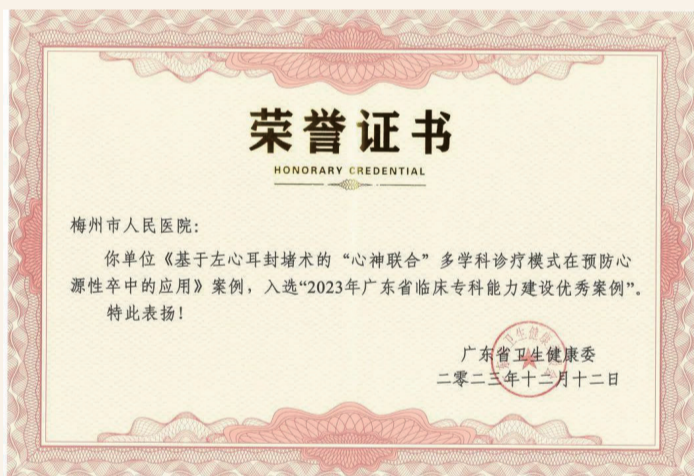 荣誉证书
HONORARY CREDENTIAL
梅州市人民医院：
你单位《基于左心耳封堵术的“心神联合”多学科诊疗模式在预防心
源性卒中的应用》案例，入选“2023年广东省临床专科能力建设优秀案例”。
特此表扬！
广东省卫生健康委
二零二三年十二月十二日